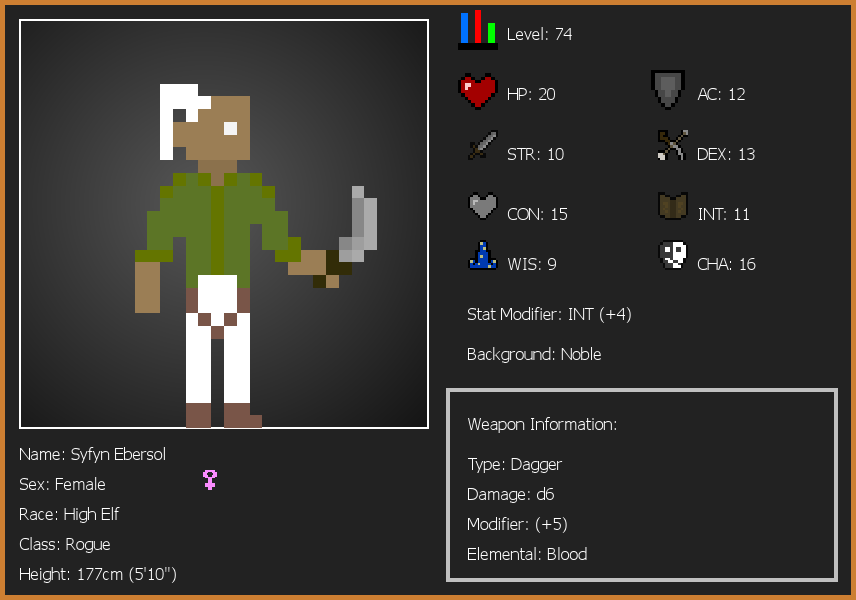 Level: 74
HP: 20
AC: 12
STR: 10
DEX: 13
CON: 15
INT: 11
WIS: 9
CHA: 16
Stat Modifier: INT (+4)
Background: Noble
Weapon Information:
Type: Dagger
Damage: d6
Modifier: (+5)
Elemental: Blood
Name: Syfyn Ebersol
Sex: Female
Race: High Elf
Class: Rogue
Height: 177cm (5'10")